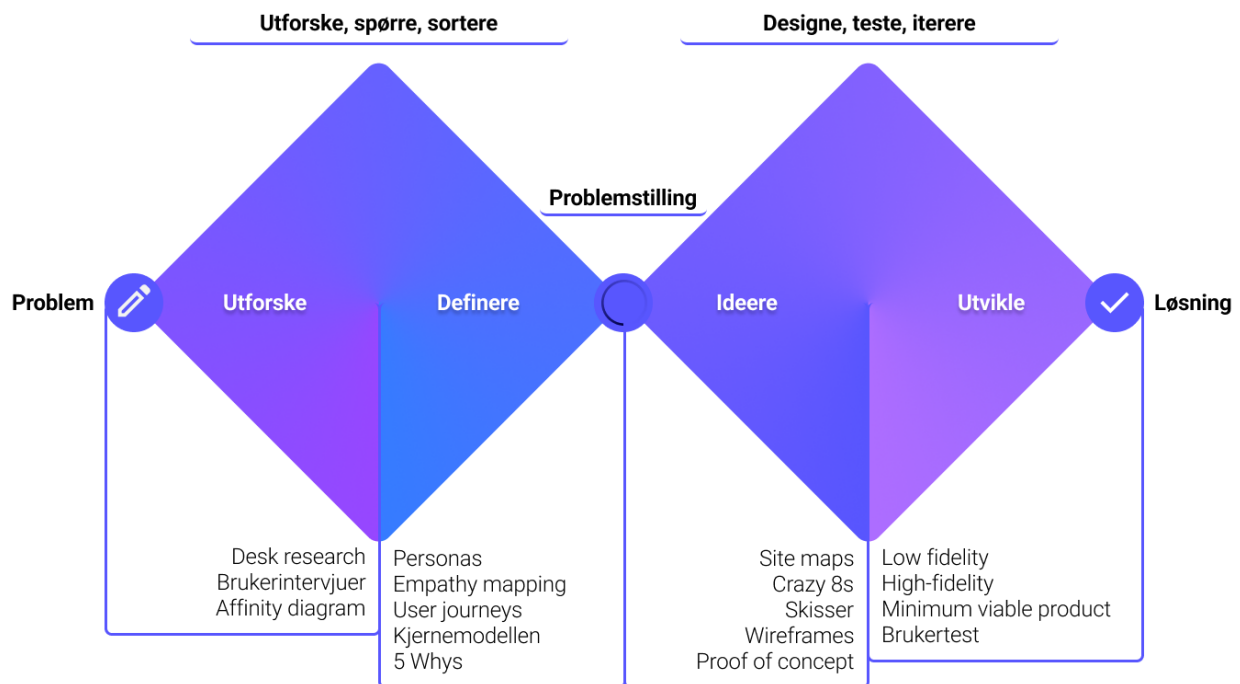 Utforske, spørre, sortere
Designe, teste, iterere
Problemstilling
Problem
Utforske
Definere
Ideere
Utvikle
Løsning
Desk research
Brukerintervjuer
Affinity diagram
Personas
Empathy mapping
User journeys
Kjernemodellen
5 Whys
Site maps
Crazy 8s
Skisser
Wireframes
Proof of concept
Low fidelity
High-fidelity
Minimum viable product
Brukertest